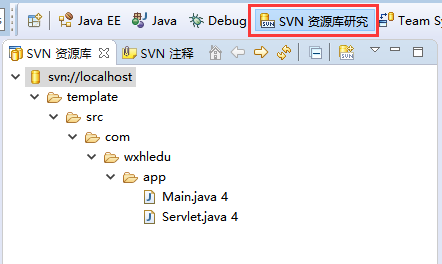 Java EE Java Debug SVN 资源库研究 Team Sy
SVN 资源库 SVN 注释
svn://localhost
template
src
com
wxhledu
app
Main.java 4
Servlet.java 4